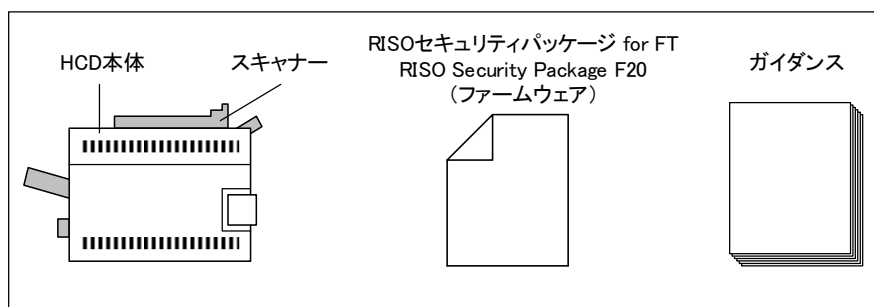 HCD本体
スキャナー
RISOセキュリティパッケージ for FT
RISO Security Package F20
(ファームウェア)
ガイダンス